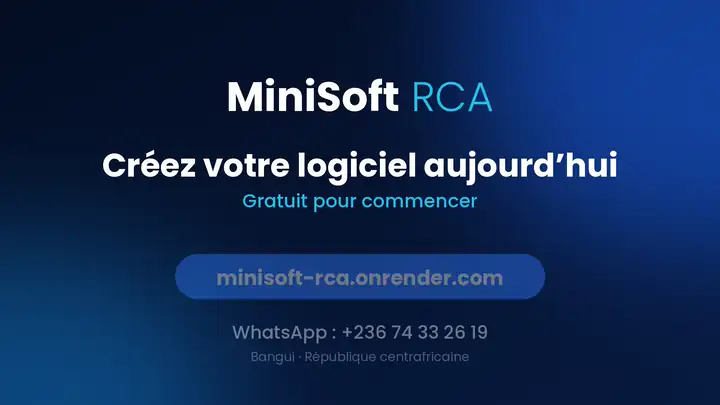 MiniSoft RCA
Créez votre logiciel aujourd’hui
Gratuit pour commencer
minisoft-rca.onrender.com
WhatsApp : +236 74 33 26 19
Bangui · République centrafricaine